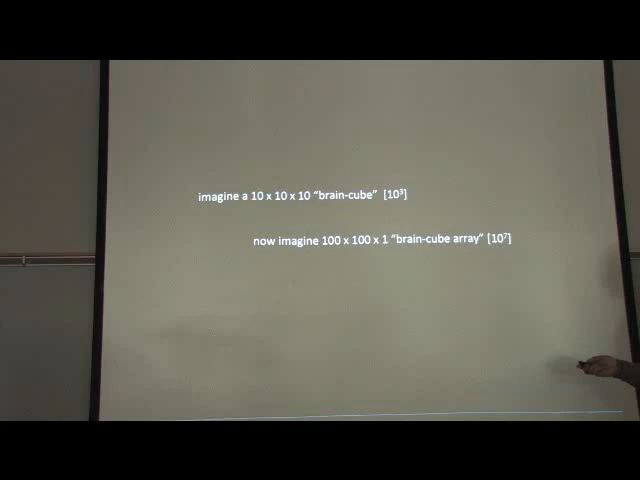 imagine a 10 x 10 x 10 “brain-cube” [10³]
now imagine 100 x 100 x 1 “brain-cube array” [10⁷]